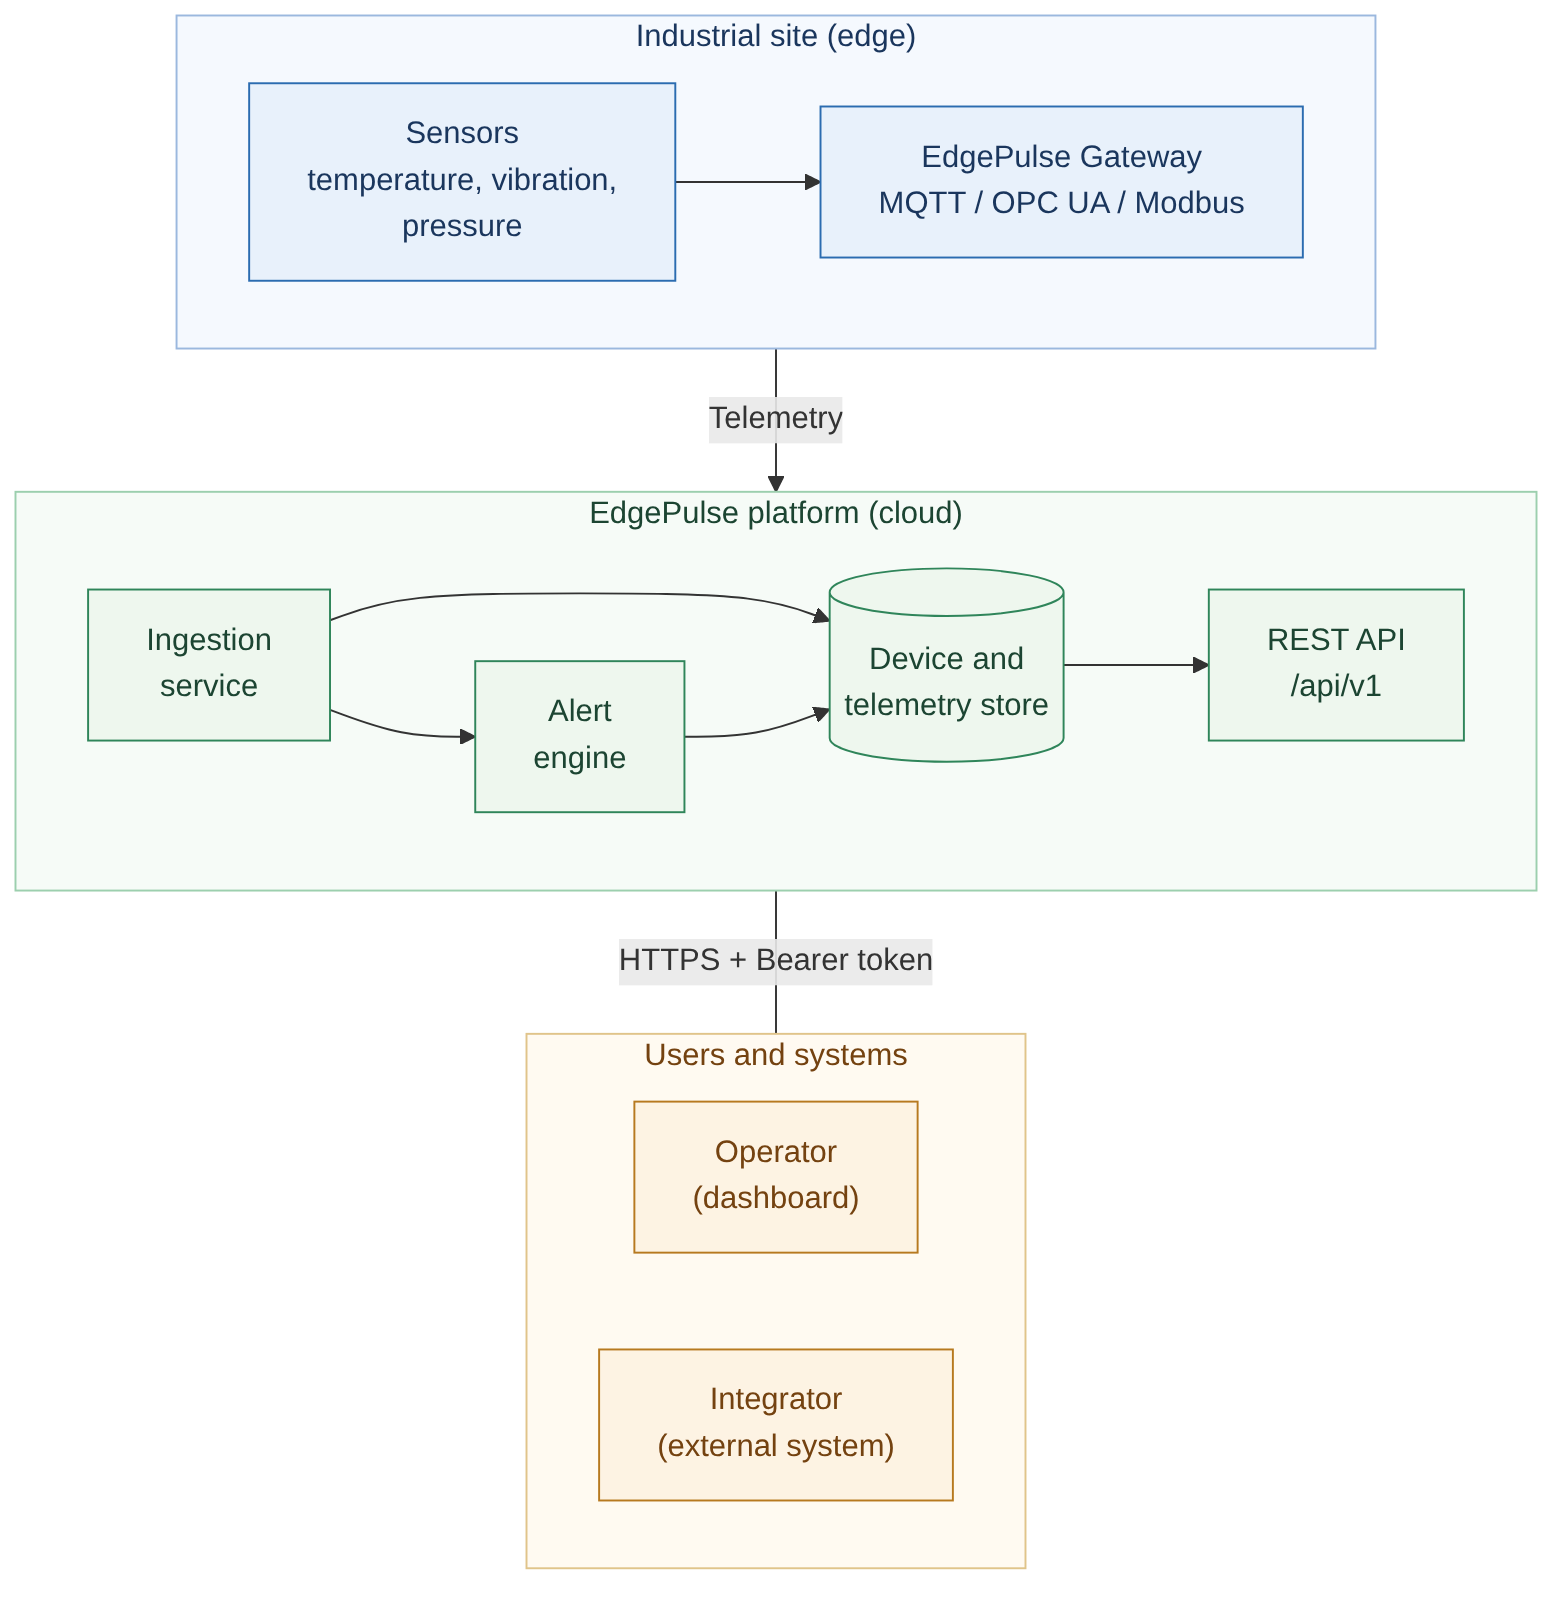 Industrial site (edge)
Sensors
temperature, vibration,
pressure
EdgePulse Gateway
MQTT / OPC UA / Modbus
Telemetry
EdgePulse platform (cloud)
Ingestion
service
Alert
engine
Device and
telemetry store
REST API
/api/v1
HTTPS + Bearer token
Users and systems
Operator
(dashboard)
Integrator
(external system)